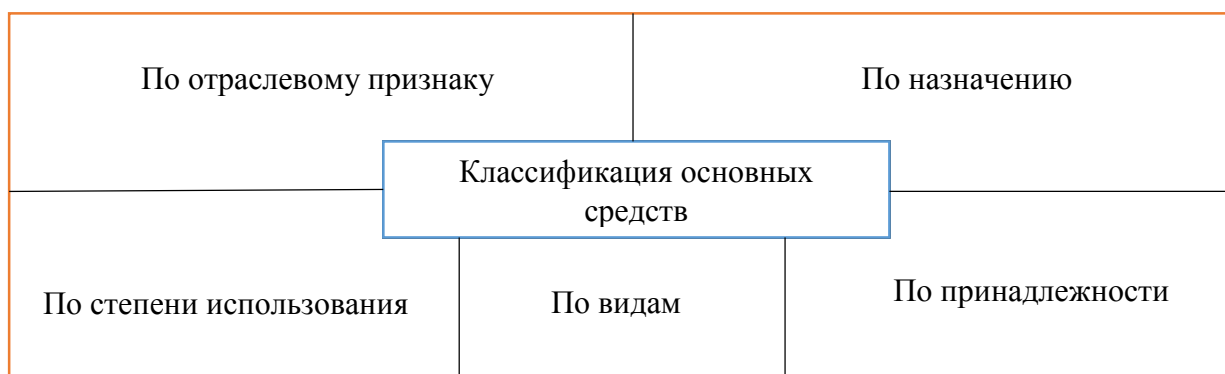 По отраслевому признаку
По назначению
Классификация основных
средств
По степени использования
По видам
По принадлежности